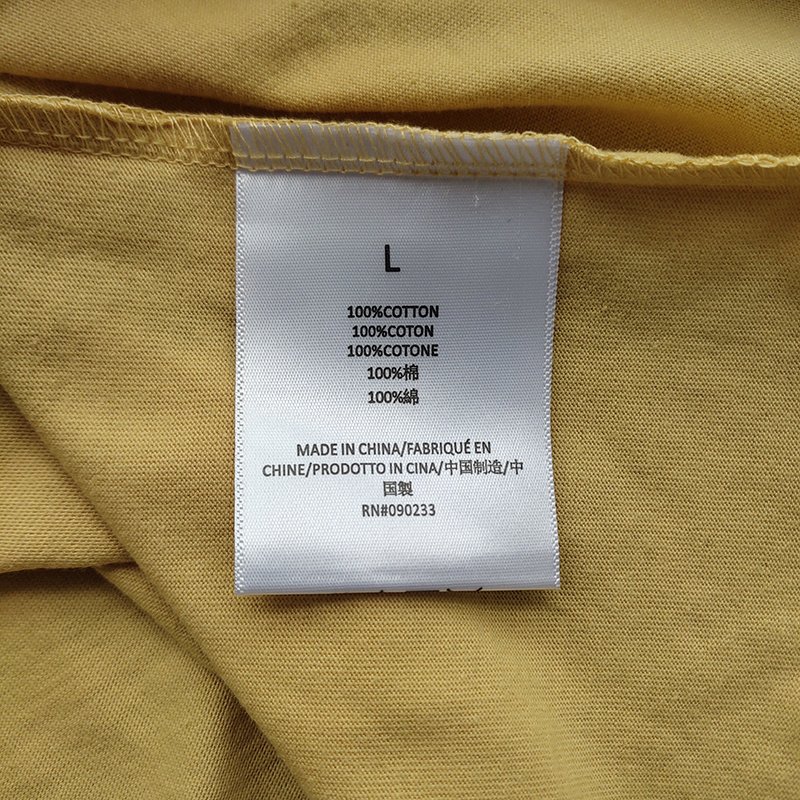 L
100%COTTON
100%COTON
100%COTONE
100%棉
100%綿
MADE IN CHINA/FABRIQUÉ EN
CHINE/PRODOTTO IN CINA/中国制造/中
国製
RN#090233